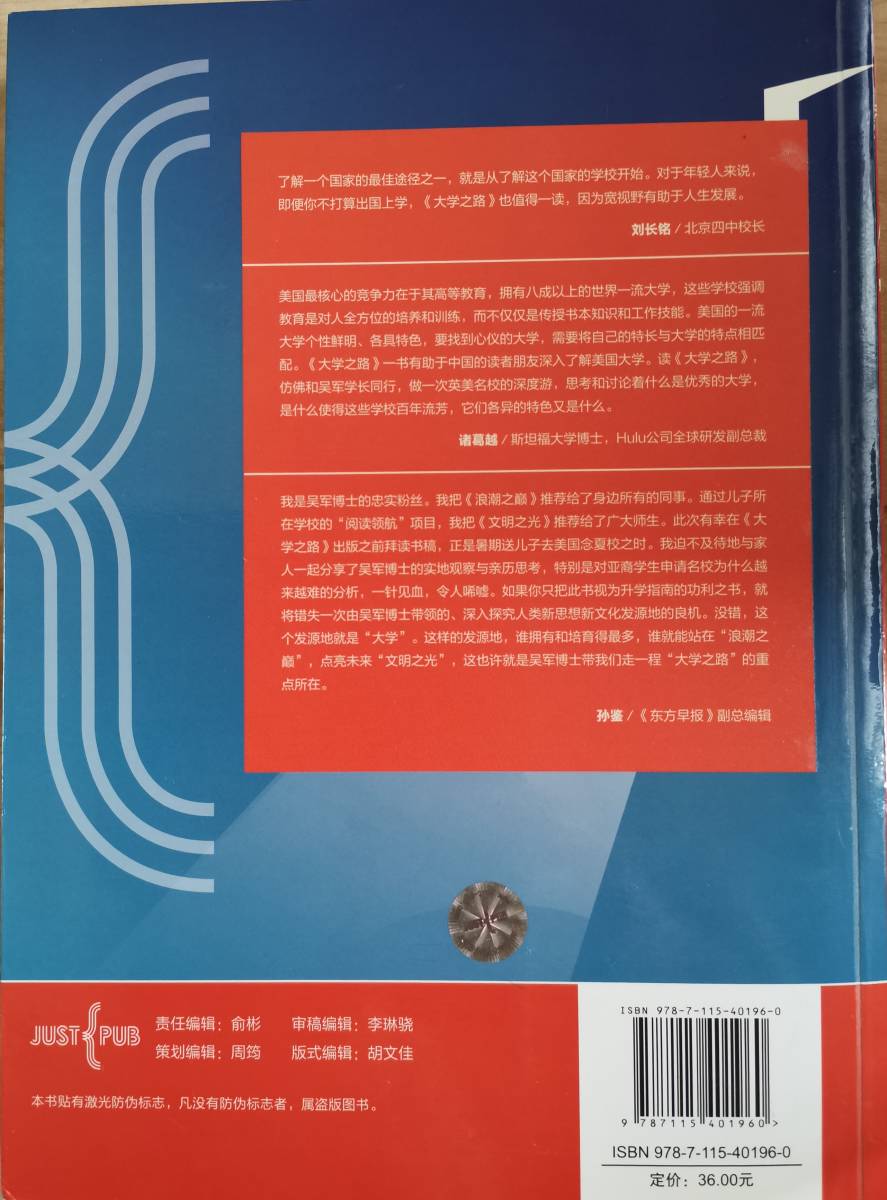 了解一个国家的最佳途径之一，就是从了解这个国家的学校开始。对于年轻人来说，
即便你不打算出国上学，《大学之路》也值得一读，因为宽视野有助于人生发展。
刘长铭 / 北京四中校长
美国最核心的竞争力在于其高等教育，拥有八成以上的世界一流大学，这些学校强调
教育是对人全方位的培养和训练，而不仅仅是传授书本知识和工作技能。美国的一流
大学个性鲜明、各具特色，要找到心仪的大学，需要将自己的特长与大学的特点相匹
配。《大学之路》一书有助于中国的读者朋友深入了解美国大学。读《大学之路》，
仿佛和吴军学长同行，做一次英美名校的深度游，思考和讨论着什么是优秀的大学，
是什么使得这些学校百年流芳，它们各异的特色又是什么。
诸葛越 / 斯坦福大学博士，Hulu公司全球研发副总裁
我是吴军博士的忠实粉丝。我把《浪潮之巅》推荐给了身边所有的同事。通过儿子所
在学校的“阅读领航”项目，我把《文明之光》推荐给了广大师生。此次有幸在《大
学之路》出版之前拜读书稿，正是暑期送儿子去美国念夏校之时。我迫不及待地与家
人一起分享了吴军博士的实地观察与亲历思考，特别是对亚裔学生申请名校为什么越
来越难的分析，一针见血，令人唏嘘。如果你只把此书视为升学指南的功利之书，就
将错失一次由吴军博士带领的、深入探究人类新思想新文化发源地的良机。没错，这
个发源地就是“大学”。这样的发源地，谁拥有和培育得最多，谁就能站在“浪潮之
巅”，点亮未来“文明之光”，这也许就是吴军博士带我们走一程“大学之路”的重
点所在。
孙鉴 / 《东方早报》副总编辑
JUST PUB
责任编辑：俞彬 审稿编辑：李琳骁
策划编辑：周筠 版式编辑：胡文佳
本书贴有激光防伪标志，凡没有防伪标志者，属盗版图书。
ISBN 978-7-115-40196-0
9 787115 401960 >
ISBN 978-7-115-40196-0
定价：36.00元